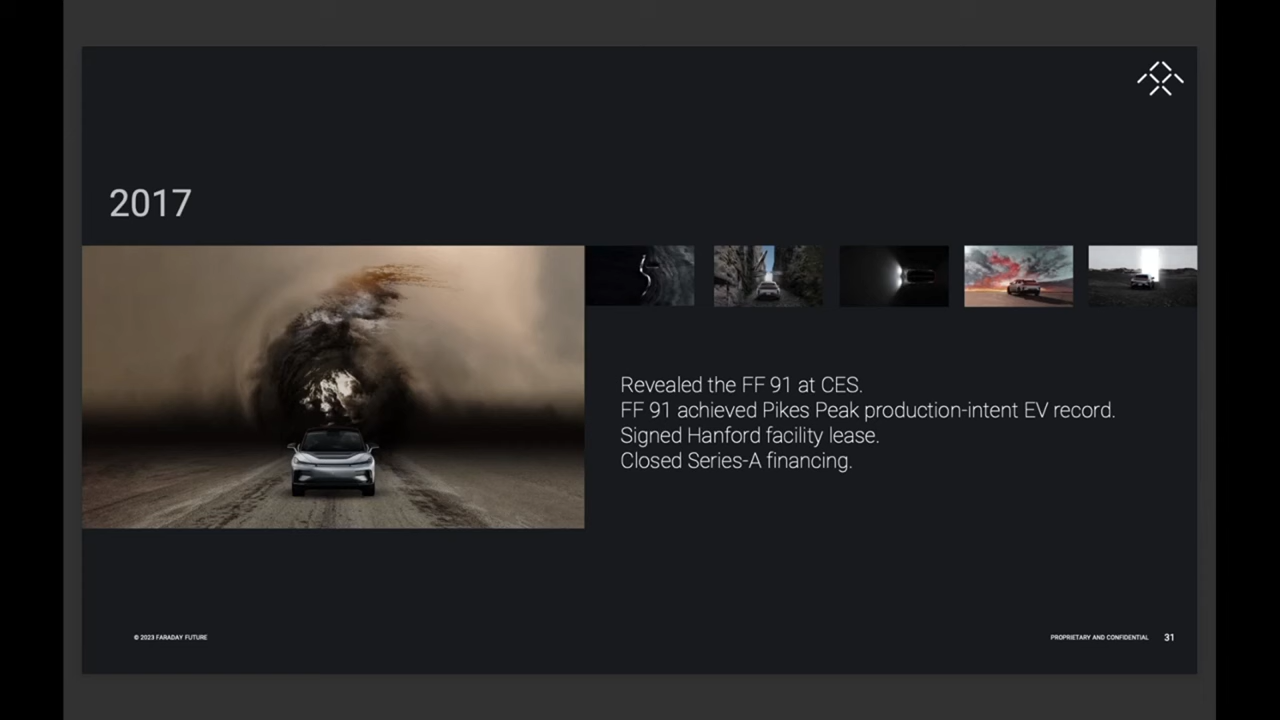 2017
Revealed the FF 91 at CES.
FF 91 achieved Pikes Peak production-intent EV record.
Signed Hanford facility lease.
Closed Series-A financing.
© 2023 FARADAY FUTURE
PROPRIETARY AND CONFIDENTIAL 31